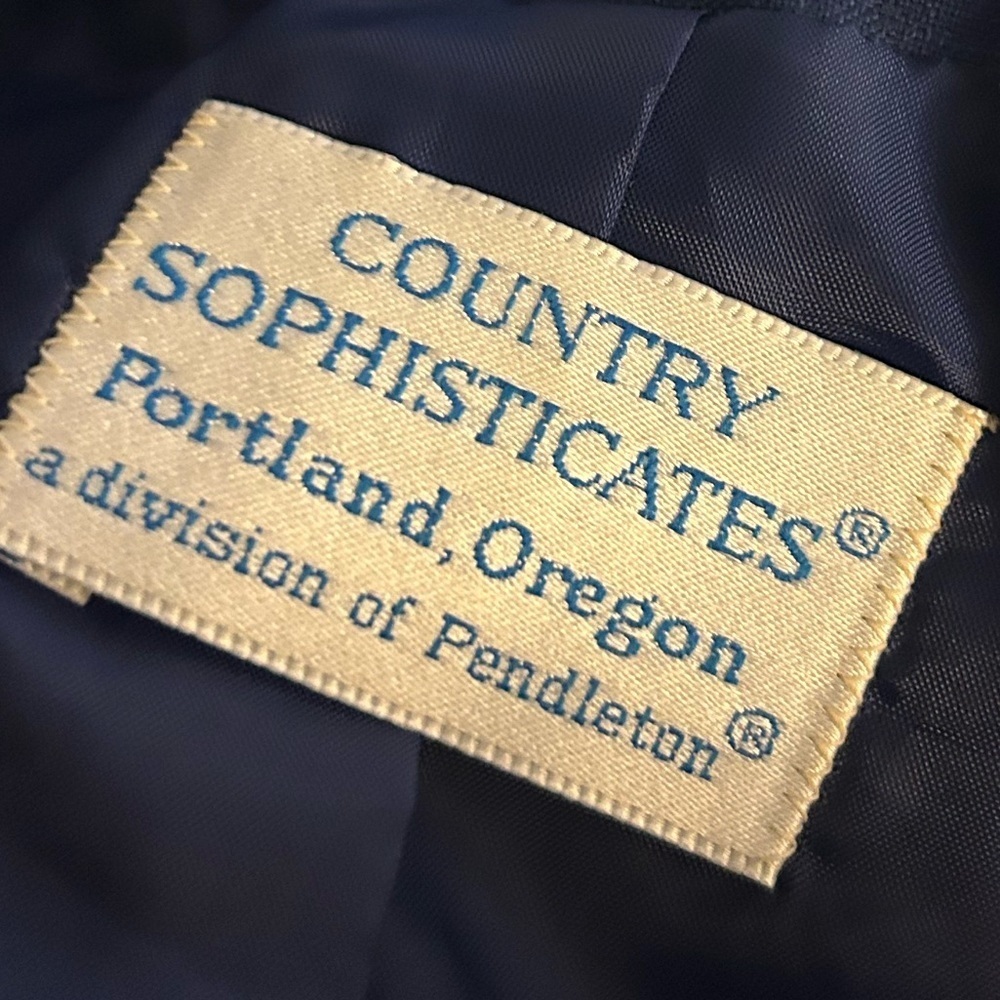 COUNTRY
SOPHISTICATES®
Portland, Oregon
a division of Pendleton®